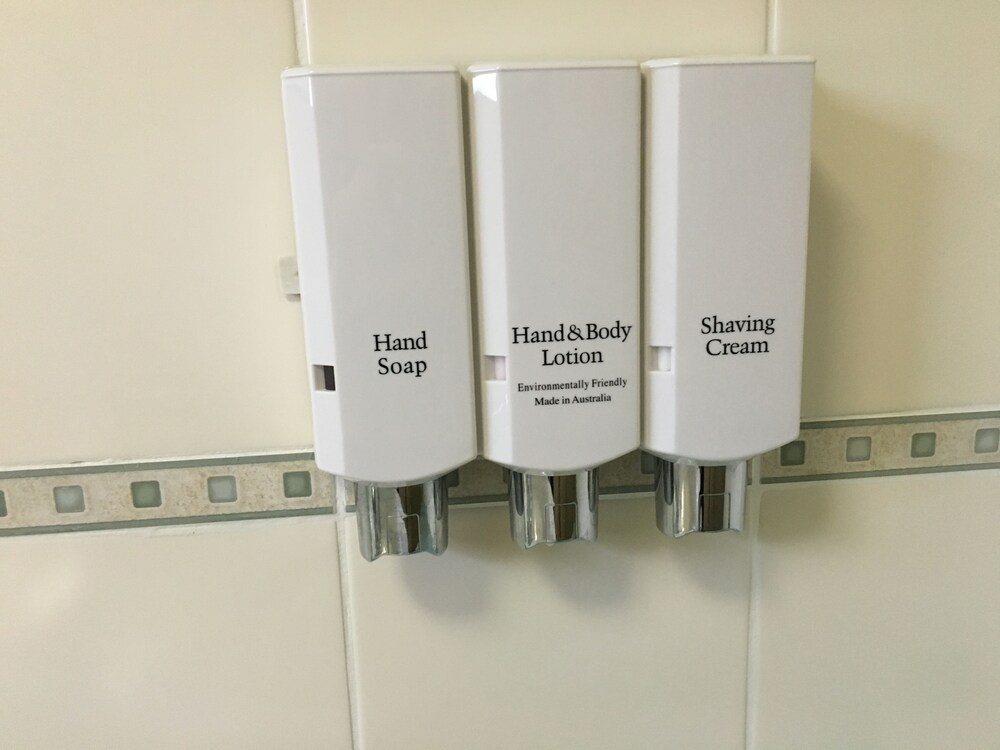 Hand
Soap
Hand&Body
Lotion
Environmentally Friendly
Made in Australia
Shaving
Cream